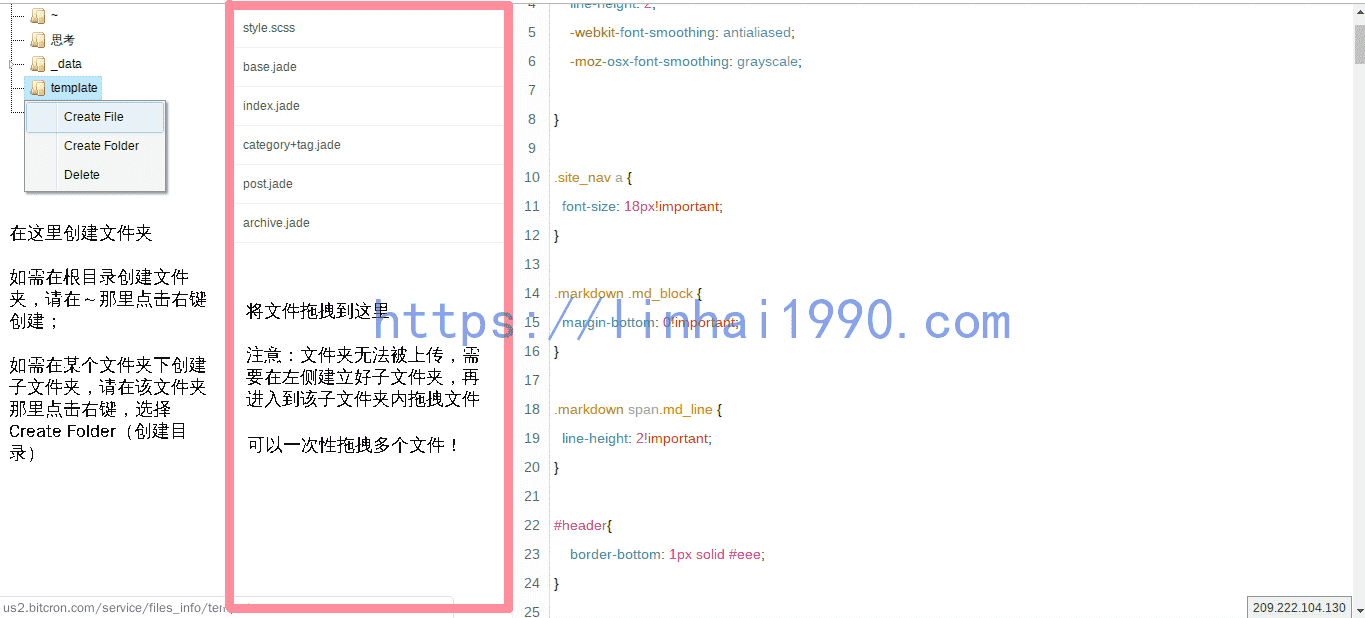 ~
思考
_data
template
Create File
Create Folder
Delete
在这里创建文件夹
如需在根目录创建文件
夹，请在～那里点击右键
创建；
如需在某个文件夹下创建
子文件夹，请在该文件夹
那里点击右键，选择
Create Folder（创建目
录）
us2.bitcron.com/service/files_info/tem
style.scss
base.jade
index.jade
category+tag.jade
post.jade
archive.jade
将文件拖拽到这里
注意：文件夹无法被上传，需
要在左侧建立好子文件夹，再
进入到该子文件夹内拖拽文件
可以一次性拖拽多个文件！
https://linhai1990.com
4 line-height: 2;
5 -webkit-font-smoothing: antialiased;
6 -moz-osx-font-smoothing: grayscale;
7
8 }
9
10 .site_nav a {
11 font-size: 18px!important;
12 }
13
14 .markdown .md_block {
15 margin-bottom: 0!important;
16 }
17
18 .markdown span.md_line {
19 line-height: 2!important;
20 }
21
22 #header{
23 border-bottom: 1px solid #eee;
24 }
25
209.222.104.130